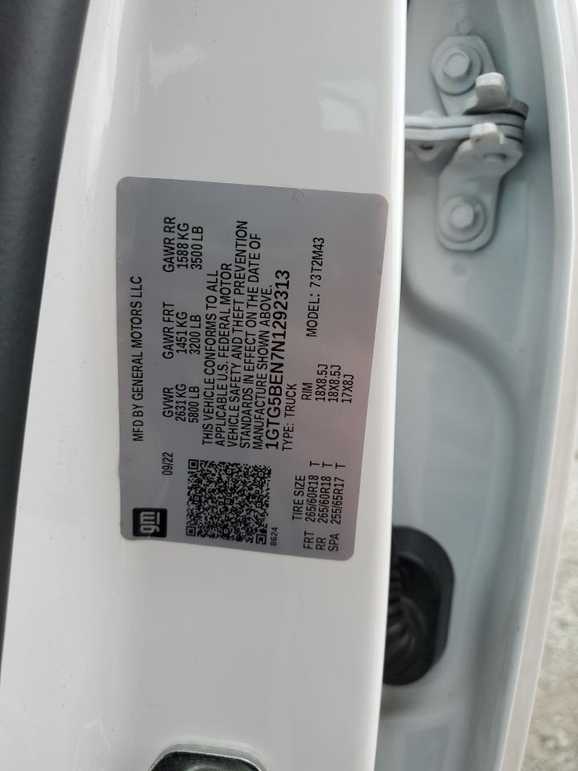 gm
MFD BY GENERAL MOTORS LLC
09/22
GVWR GAWR FRT GAWR RR
2631 KG 1451 KG 1588 KG
5800 LB 3200 LB 3500 LB
THIS VEHICLE CONFORMS TO ALL
APPLICABLE U.S. FEDERAL MOTOR
VEHICLE SAFETY AND THEFT PREVENTION
STANDARDS IN EFFECT ON THE DATE OF
MANUFACTURE SHOWN ABOVE.
1GTG5BEN7N1292313
TYPE: TRUCK MODEL: 73T2M43
8624
TIRE SIZE RIM
FRT 265/60R18 T 18X8.5J
RR 265/60R18 T 18X8.5J
SPA 255/65R17 T 17X8J